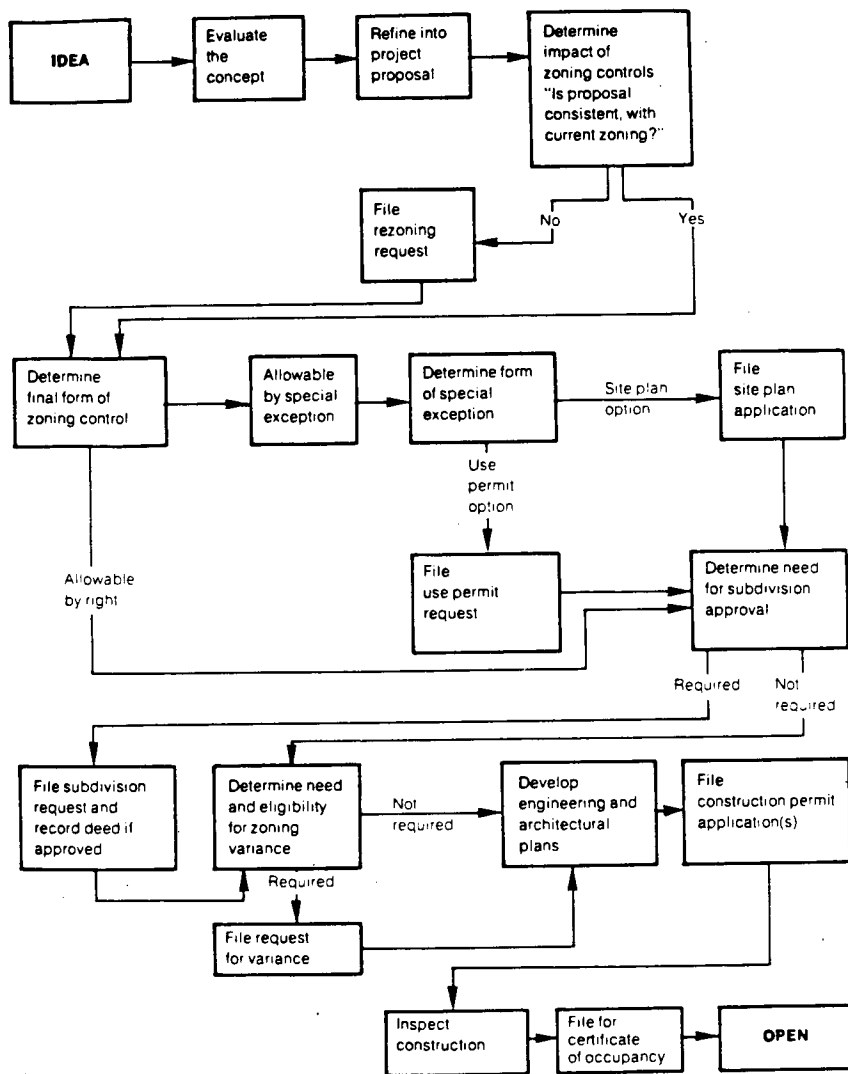 IDEA
Evaluate
the
concept
Refine into
project
proposal
Determine
impact of
zoning controls
"Is proposal
consistent, with
current zoning?"
No
Yes
File
rezoning
request
Determine
final form of
zoning control
Allowable
by special
exception
Determine form
of special
exception
Site plan
option
File
site plan
application
Use
permit
option
Allowable
by right
File
use permit
request
Determine need
for subdivision
approval
Required
Not
required
File subdivision
request and
record deed if
approved
Determine need
and eligibility
for zoning
variance
Not
required
Develop
engineering and
architectural
plans
File
construction permit
application(s)
Required
File request
for variance
Inspect
construction
File for
certificate
of occupancy
OPEN